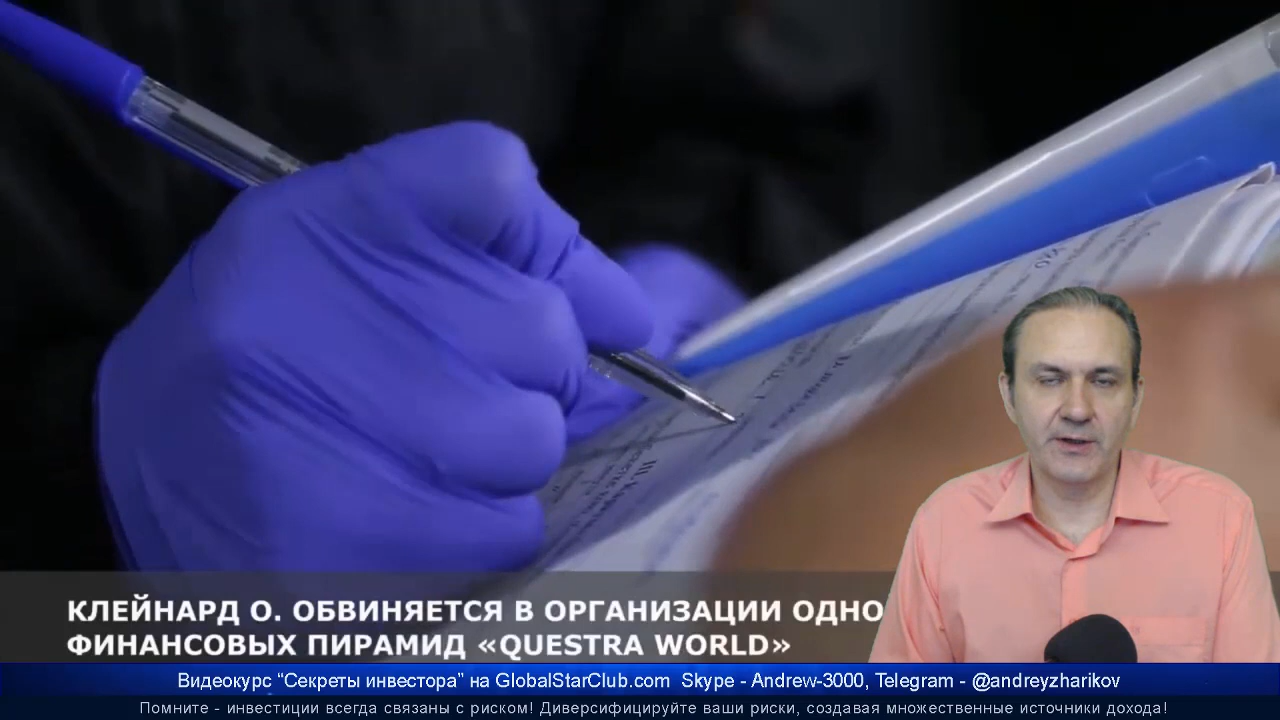 КЛЕЙНАРД О. ОБВИНЯЕТСЯ В ОРГАНИЗАЦИИ ОДНО
ФИНАНСОВЫХ ПИРАМИД «QUESTRA WORLD»
Видеокурс “Секреты инвестора” на GlobalStarClub.com Skype - Andrew-3000, Telegram - @andreyzharikov
Помните - инвестиции всегда связаны с риском! Диверсифицируйте ваши риски, создавая множественные источники дохода!